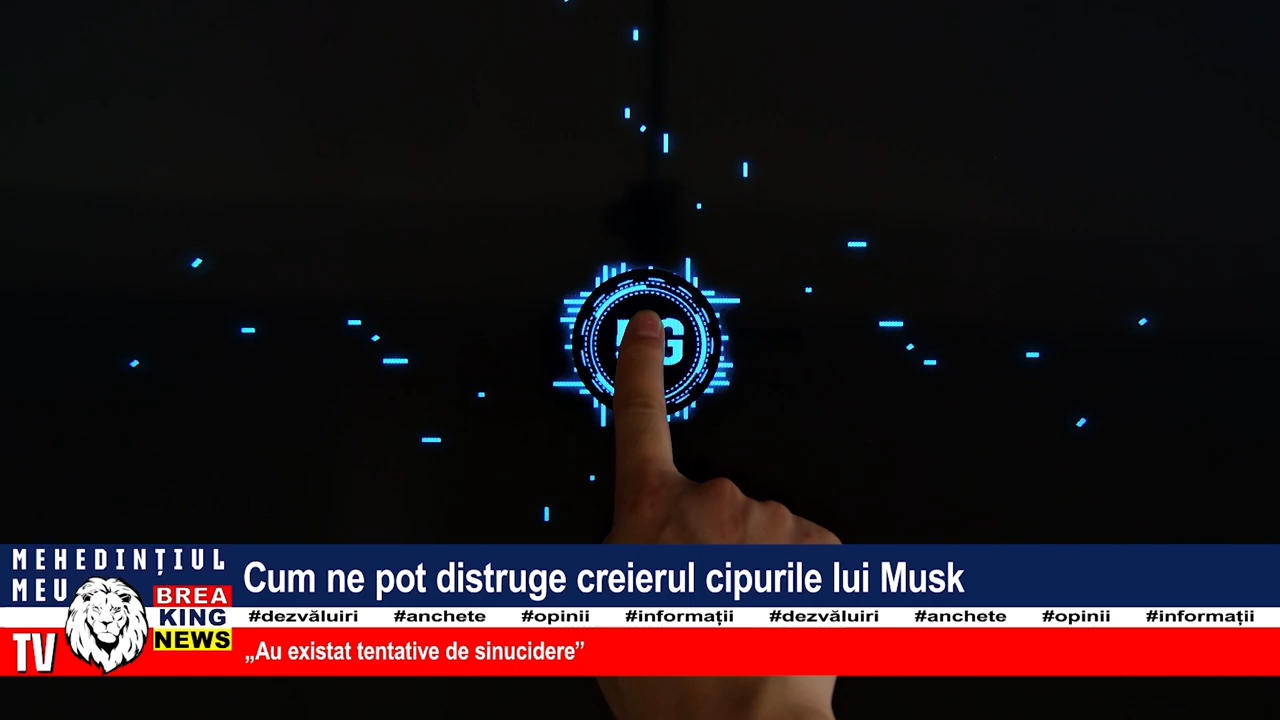 5G
MEHEDINȚIUL
MEU
TV
BREA
KING
NEWS
Cum ne pot distruge creierul cipurile lui Musk
#dezvăluiri #anchete #opinii #informații #dezvăluiri #anchete #opinii #informații
„Au existat tentative de sinucidere”